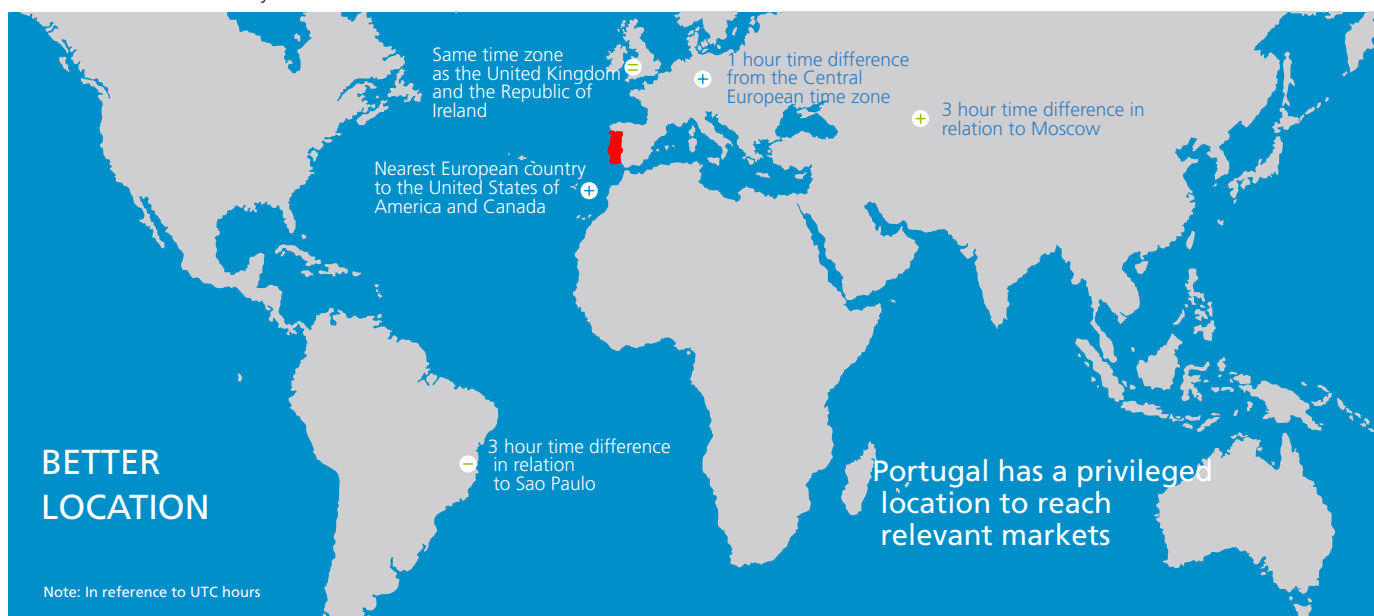 Same time zone
as the United Kingdom
and the Republic of
Ireland
1 hour time difference
from the Central
European time zone
3 hour time difference in
relation to Moscow
Nearest European country
to the United States of
America and Canada
3 hour time difference
in relation
to Sao Paulo
BETTER
LOCATION
Portugal has a privileged
location to reach
relevant markets
Note: In reference to UTC hours